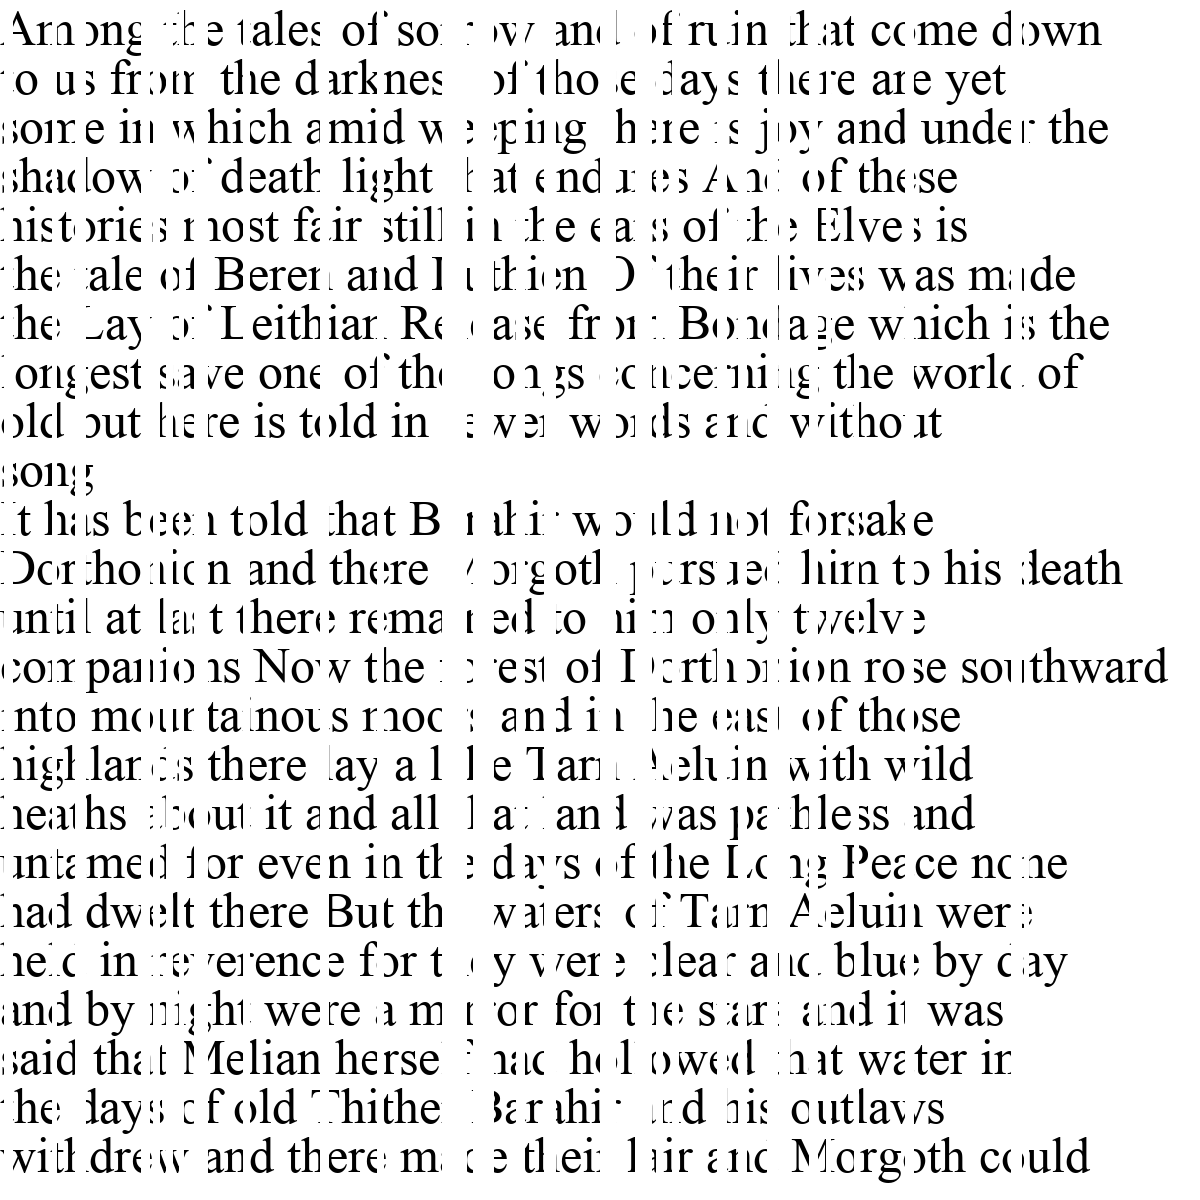 Among the tales of sorrow and of ruin that come down
to us from the darkness of those days there are yet
some in which amid weeping there is joy and under the
shadow of death light that endures And of these
histories most fair still in the ears of the Elves is
the tale of Beren and Luthien Of their lives was made
the Lay of Leithian Release from Bondage which is the
longest save one of the songs concerning the world of
old but here is told in fewer words and without
song
It has been told that Barahir would not forsake
Dorthonion and there Morgoth pursued him to his death
until at last there remained to him only twelve
companions Now the forest of Dorthonion rose southward
into mountainous moors and in the east of those
highlands there lay a lake Tarn Aeluin with wild
heaths about it and all that land was pathless and
untamed for even in the days of the Long Peace none
had dwelt there But the waters of Tarn Aeluin were
held in reverence for they were clear and blue by day
and by night were a mirror for the stars and it was
said that Melian herself had hollowed that water in
the days of old Thither Barahir and his outlaws
withdrew and there made their lair and Morgoth could